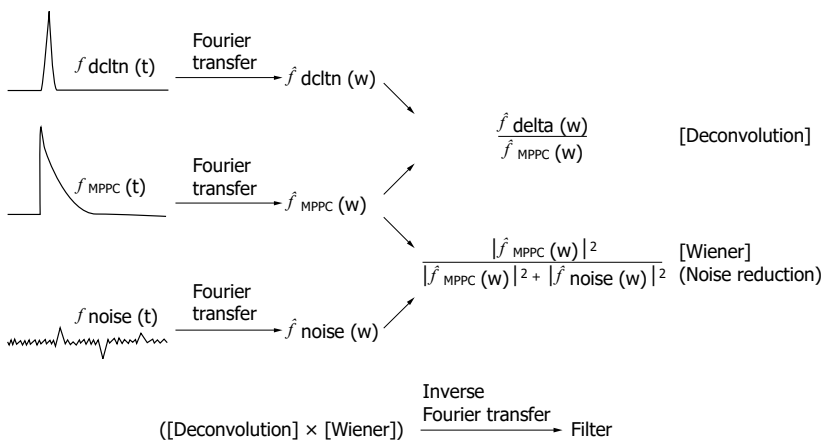 f dcltn (t)
Fourier
transfer
f̂ dcltn (w)
f̂ delta (w)
f̂ MPPC (w)
[Deconvolution]
f MPPC (t)
Fourier
transfer
f̂ MPPC (w)
|f̂ MPPC (w)|²
|f̂ MPPC (w)|² + |f̂ noise (w)|²
[Wiener]
(Noise reduction)
f noise (t)
Fourier
transfer
f̂ noise (w)
([Deconvolution] × [Wiener])
Inverse
Fourier transfer
Filter